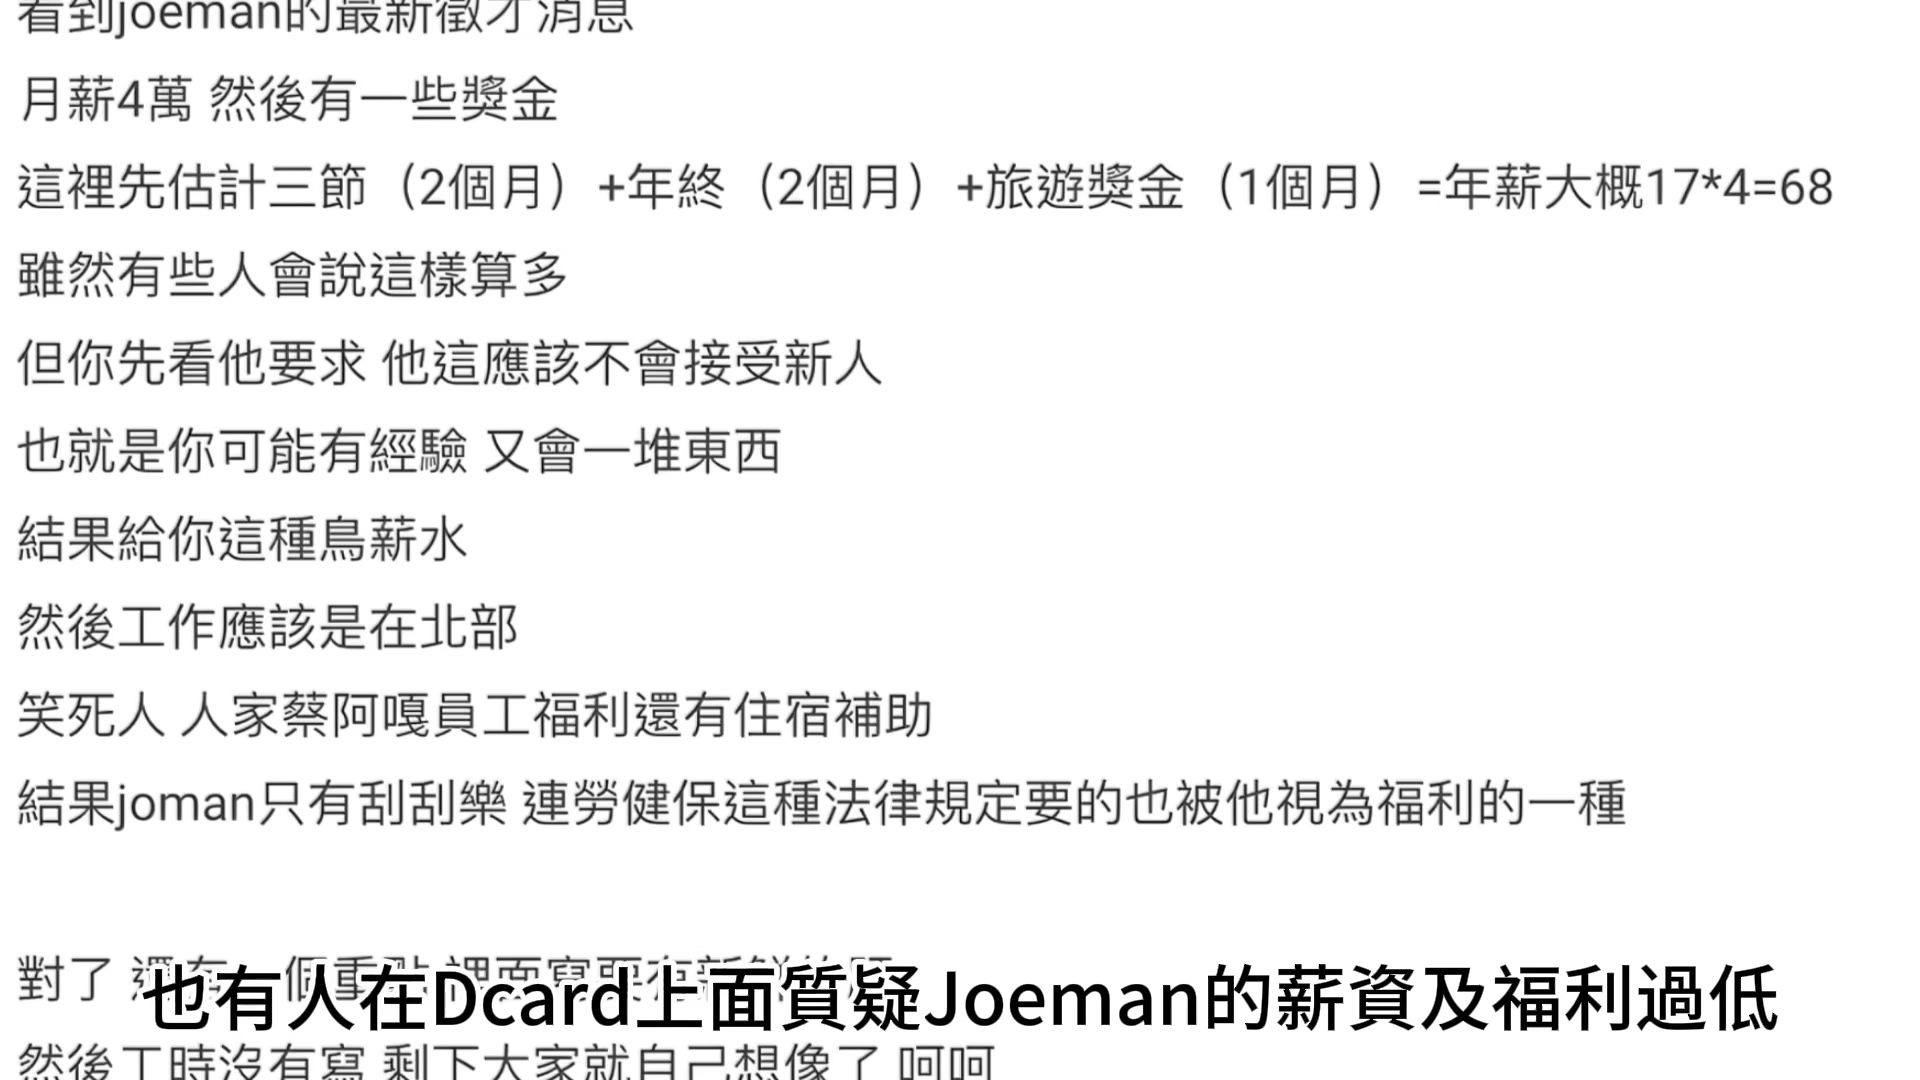 看到joeman的最新徵才消息
月薪4萬 然後有一些獎金
這裡先估計三節（2個月）+年終（2個月）+旅遊獎金（1個月）=年薪大概17*4=68
雖然有些人會說這樣算多
但你先看他要求 他這應該不會接受新人
也就是你可能有經驗 又會一堆東西
結果給你這種鳥薪水
然後工作應該是在北部
笑死人 人家蔡阿嘎員工福利還有住宿補助
結果joman只有刮刮樂 連勞健保這種法律規定要的也被他視為福利的一種
對了
也有人在Dcard上面質疑Joeman的薪資及福利過低
然後工時沒有寫 剩下大家就自己想像了 呵呵